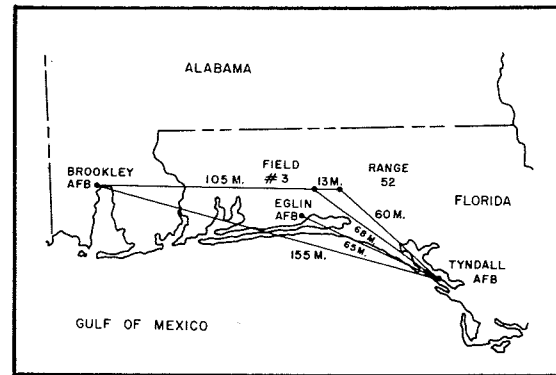 ALABAMA
BROOKLEY
AFB
105 M.
FIELD
#3
13 M.
RANGE
52
FLORIDA
EGLIN
AFB
60 M.
68 M.
65 M.
155 M.
TYNDALL
AFB
GULF OF MEXICO